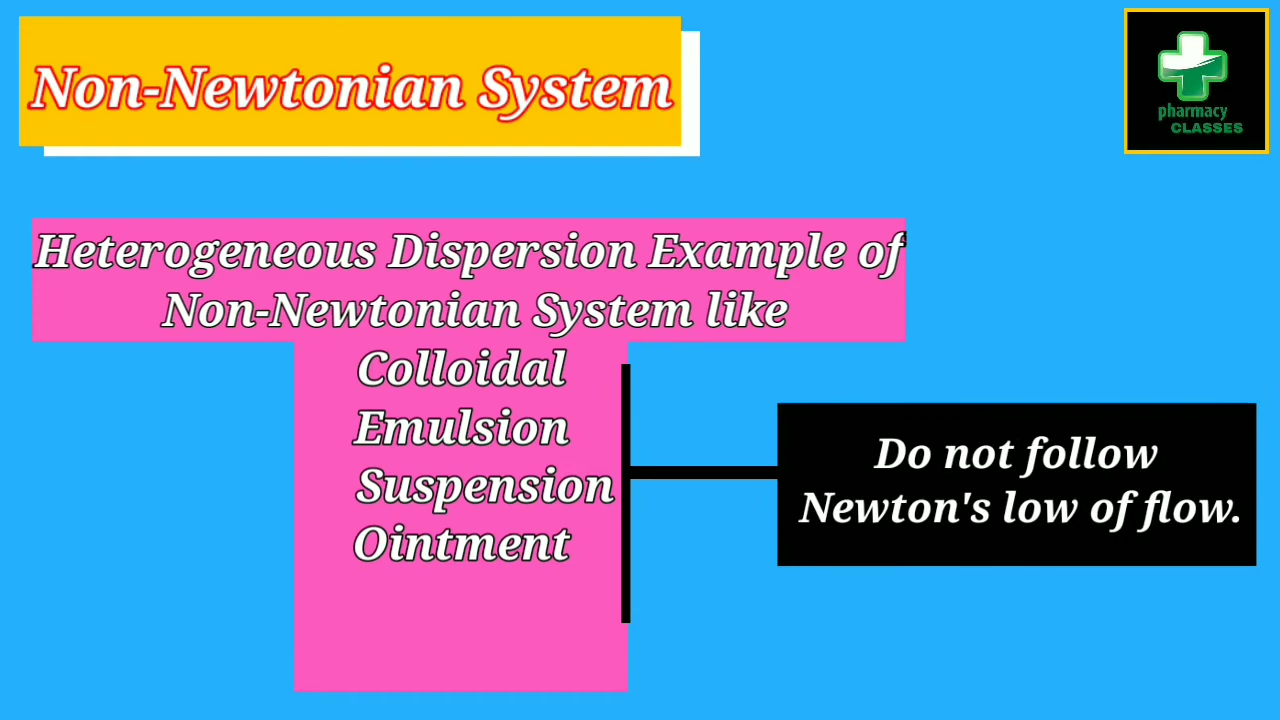 Non-Newtonian System
pharmacy
CLASSES
Heterogeneous Dispersion Example of
Non-Newtonian System like
Colloidal
Emulsion
Suspension
Ointment
Do not follow
Newton's low of flow.